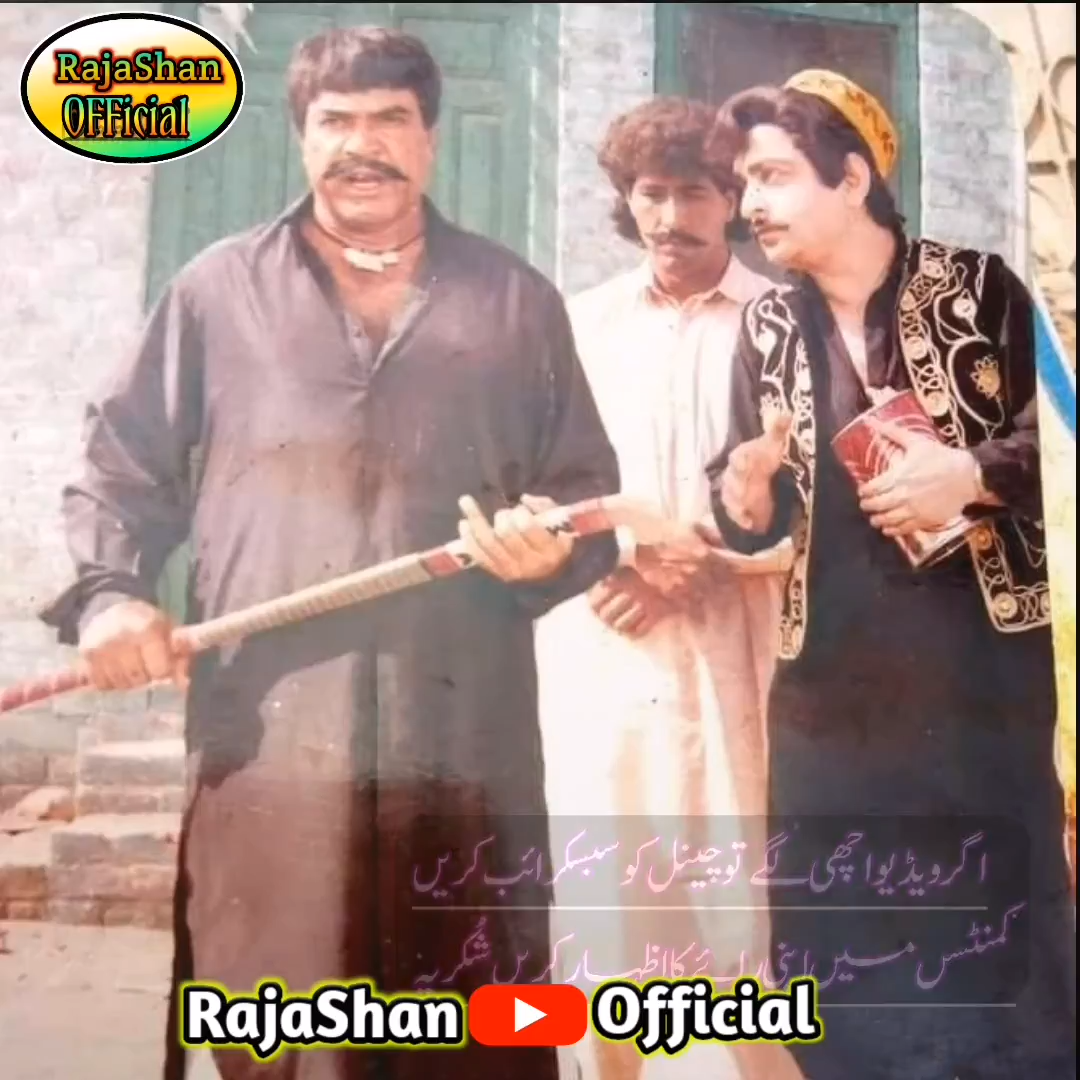 RajaShan
OFFicial
اگر ویڈیو اچھی لگے تو چینل کو سبسکرائب کریں
کمنٹس میں اپنی رائے کا اظہار کریں شُکریہ
RajaShan Official